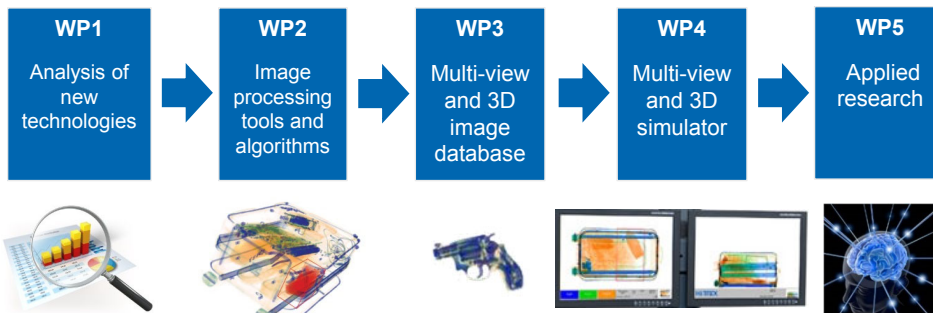 WP1
Analysis of
new
technologies
WP2
Image
processing
tools and
algorithms
WP3
Multi-view
and 3D
image
database
WP4
Multi-view
and 3D
simulator
WP5
Applied
research